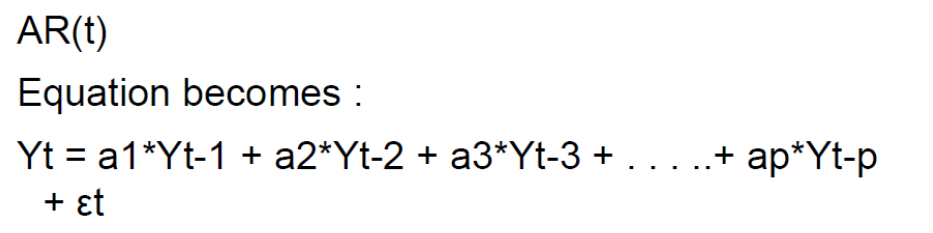 AR(t)
Equation becomes :
Yt = a1*Yt-1 + a2*Yt-2 + a3*Yt-3 + . . . ..+ ap*Yt-p
+ εt